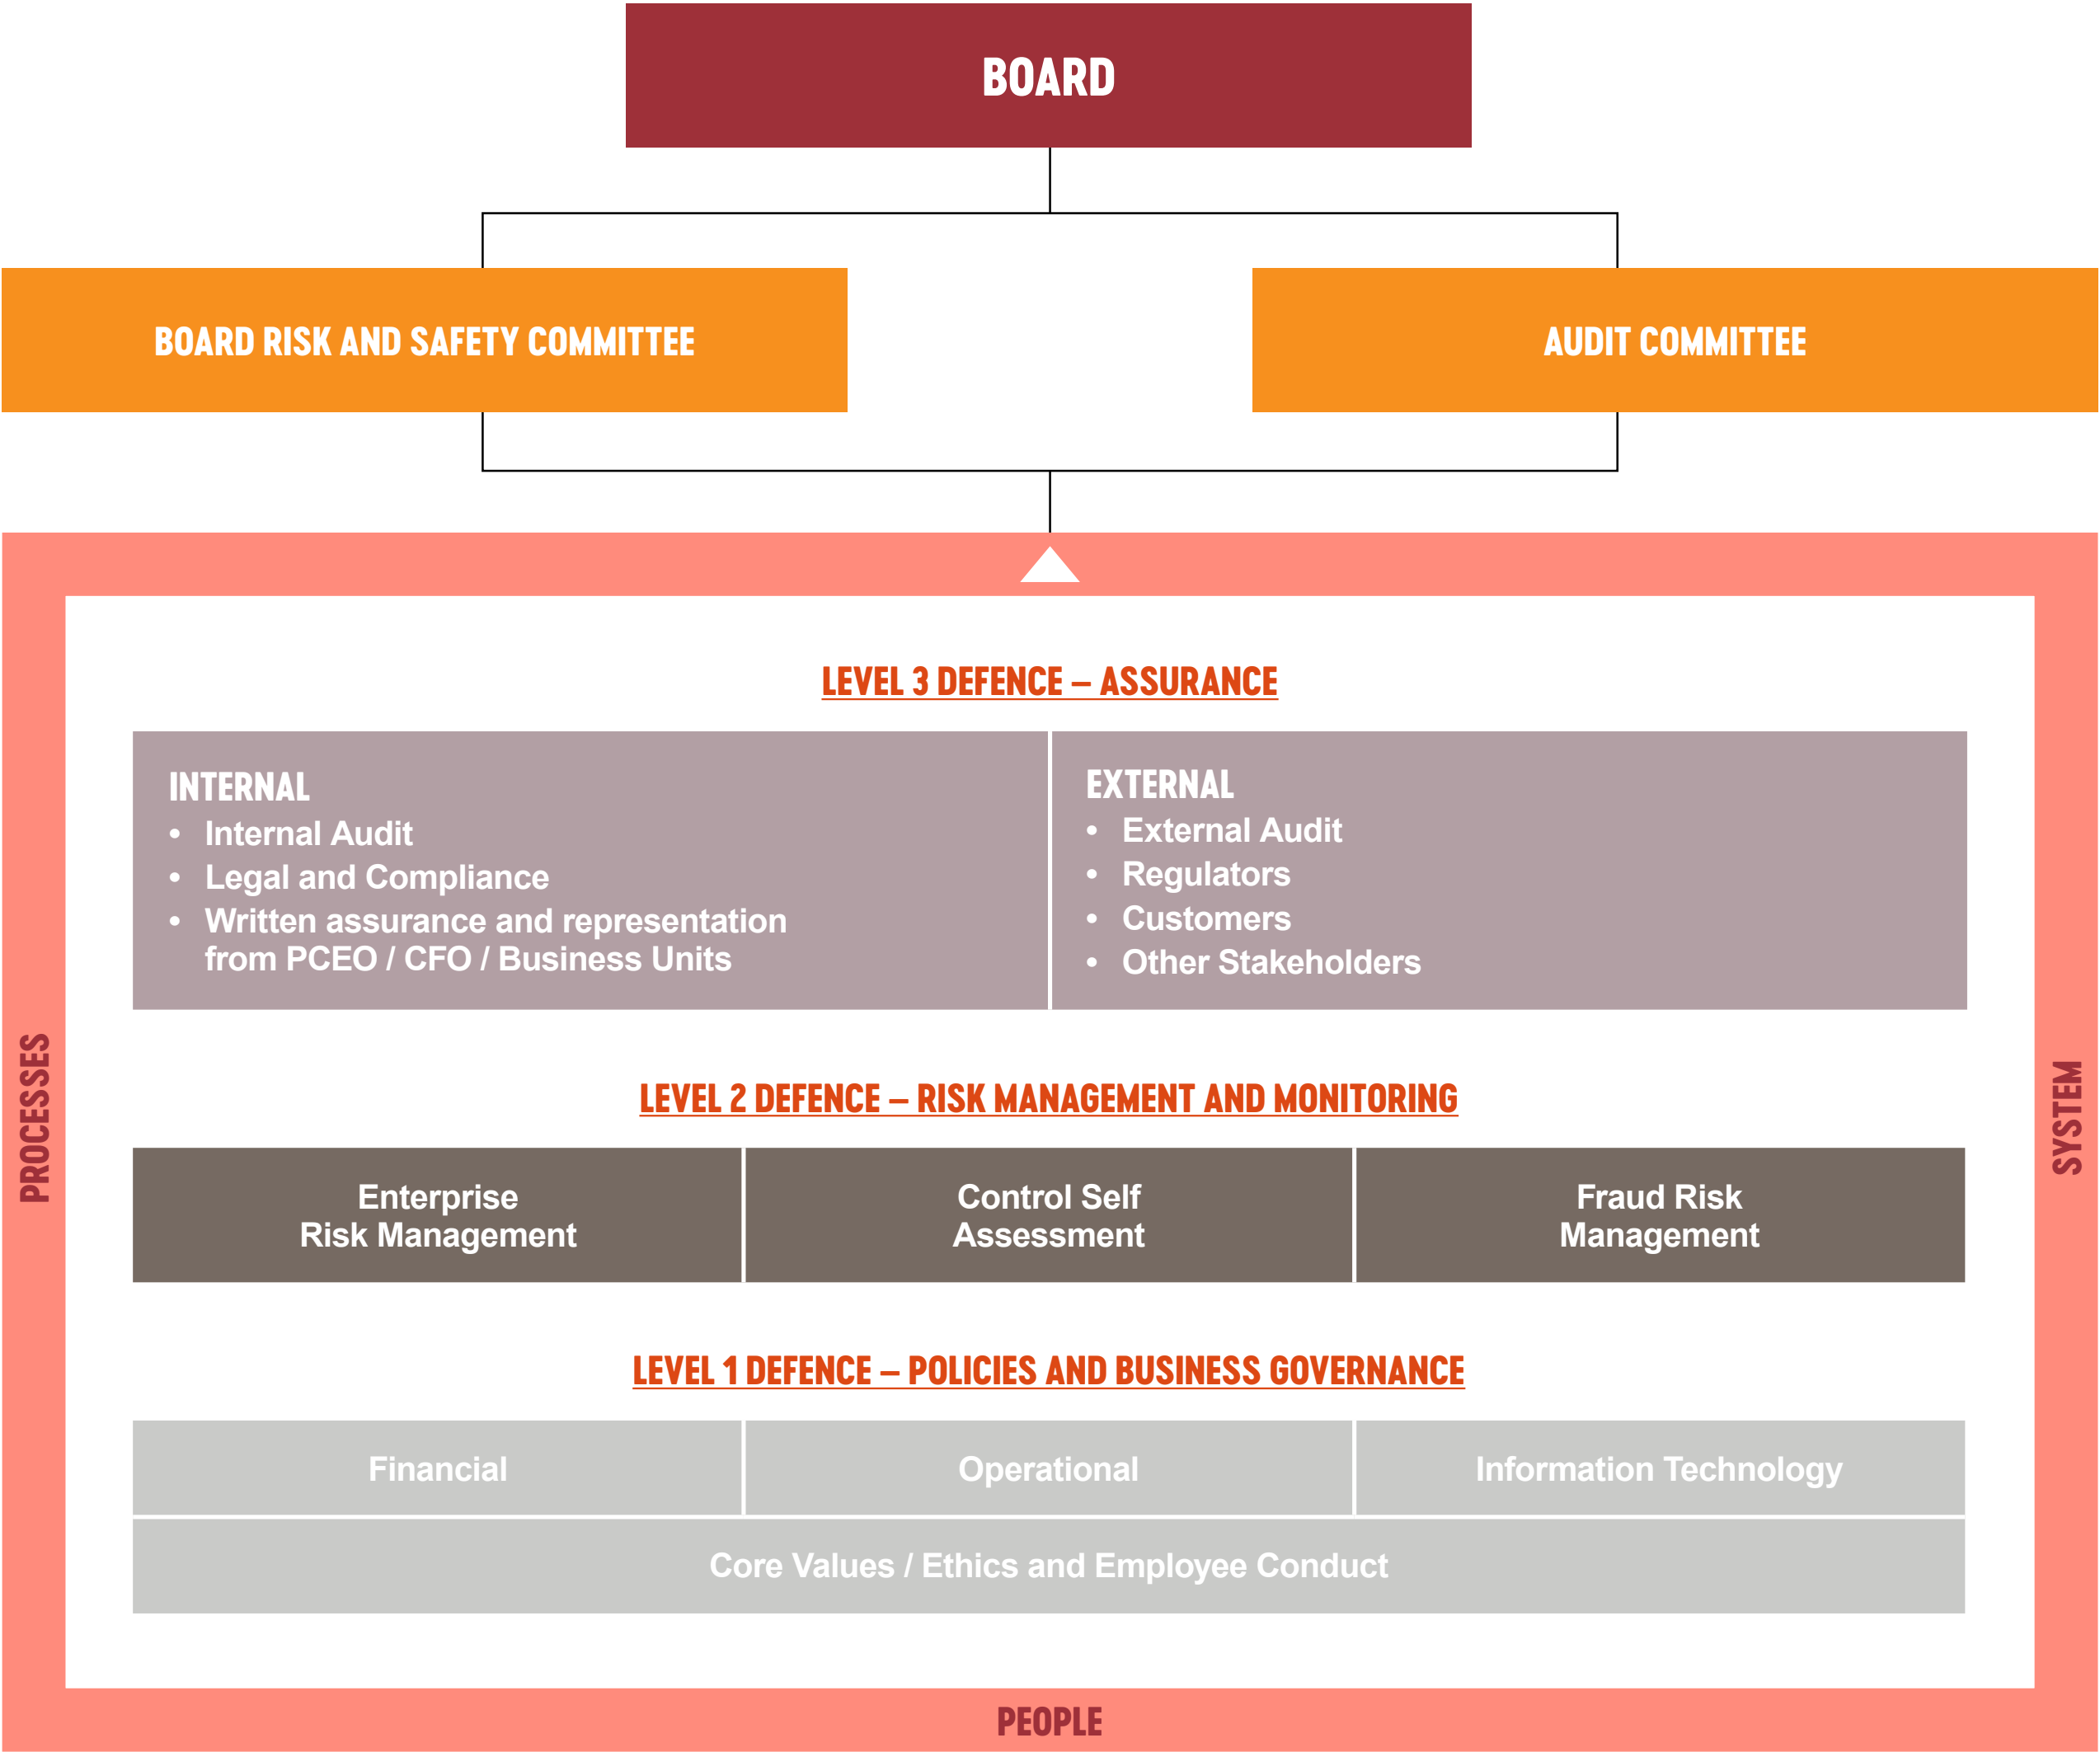 BOARD
BOARD RISK AND SAFETY COMMITTEE
AUDIT COMMITTEE
LEVEL 3 DEFENCE – ASSURANCE
INTERNAL
• Internal Audit
• Legal and Compliance
• Written assurance and representation
from PCEO / CFO / Business Units
EXTERNAL
• External Audit
• Regulators
• Customers
• Other Stakeholders
PROCESSES
SYSTEM
LEVEL 2 DEFENCE – RISK MANAGEMENT AND MONITORING
Enterprise
Risk Management
Control Self
Assessment
Fraud Risk
Management
LEVEL 1 DEFENCE – POLICIES AND BUSINESS GOVERNANCE
Financial
Operational
Information Technology
Core Values / Ethics and Employee Conduct
PEOPLE